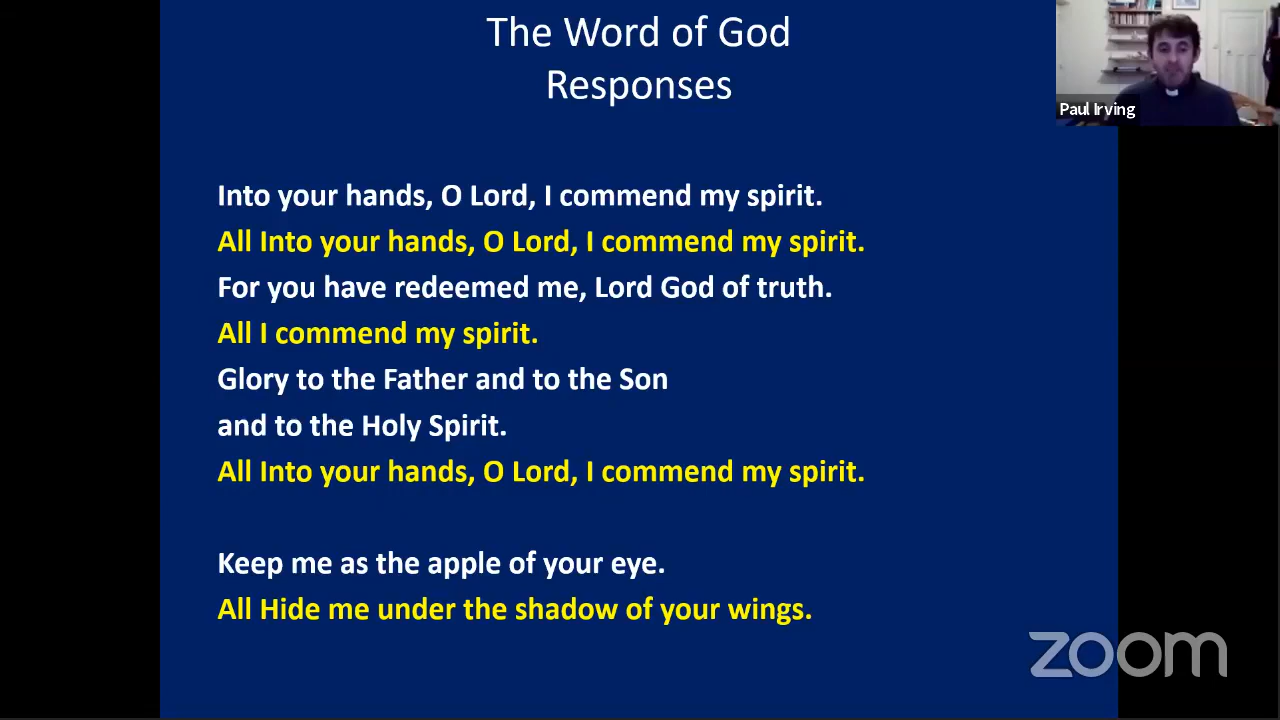 The Word of God
Responses
Paul Irving
Into your hands, O Lord, I commend my spirit.
All Into your hands, O Lord, I commend my spirit.
For you have redeemed me, Lord God of truth.
All I commend my spirit.
Glory to the Father and to the Son
and to the Holy Spirit.
All Into your hands, O Lord, I commend my spirit.
Keep me as the apple of your eye.
All Hide me under the shadow of your wings.
zoom